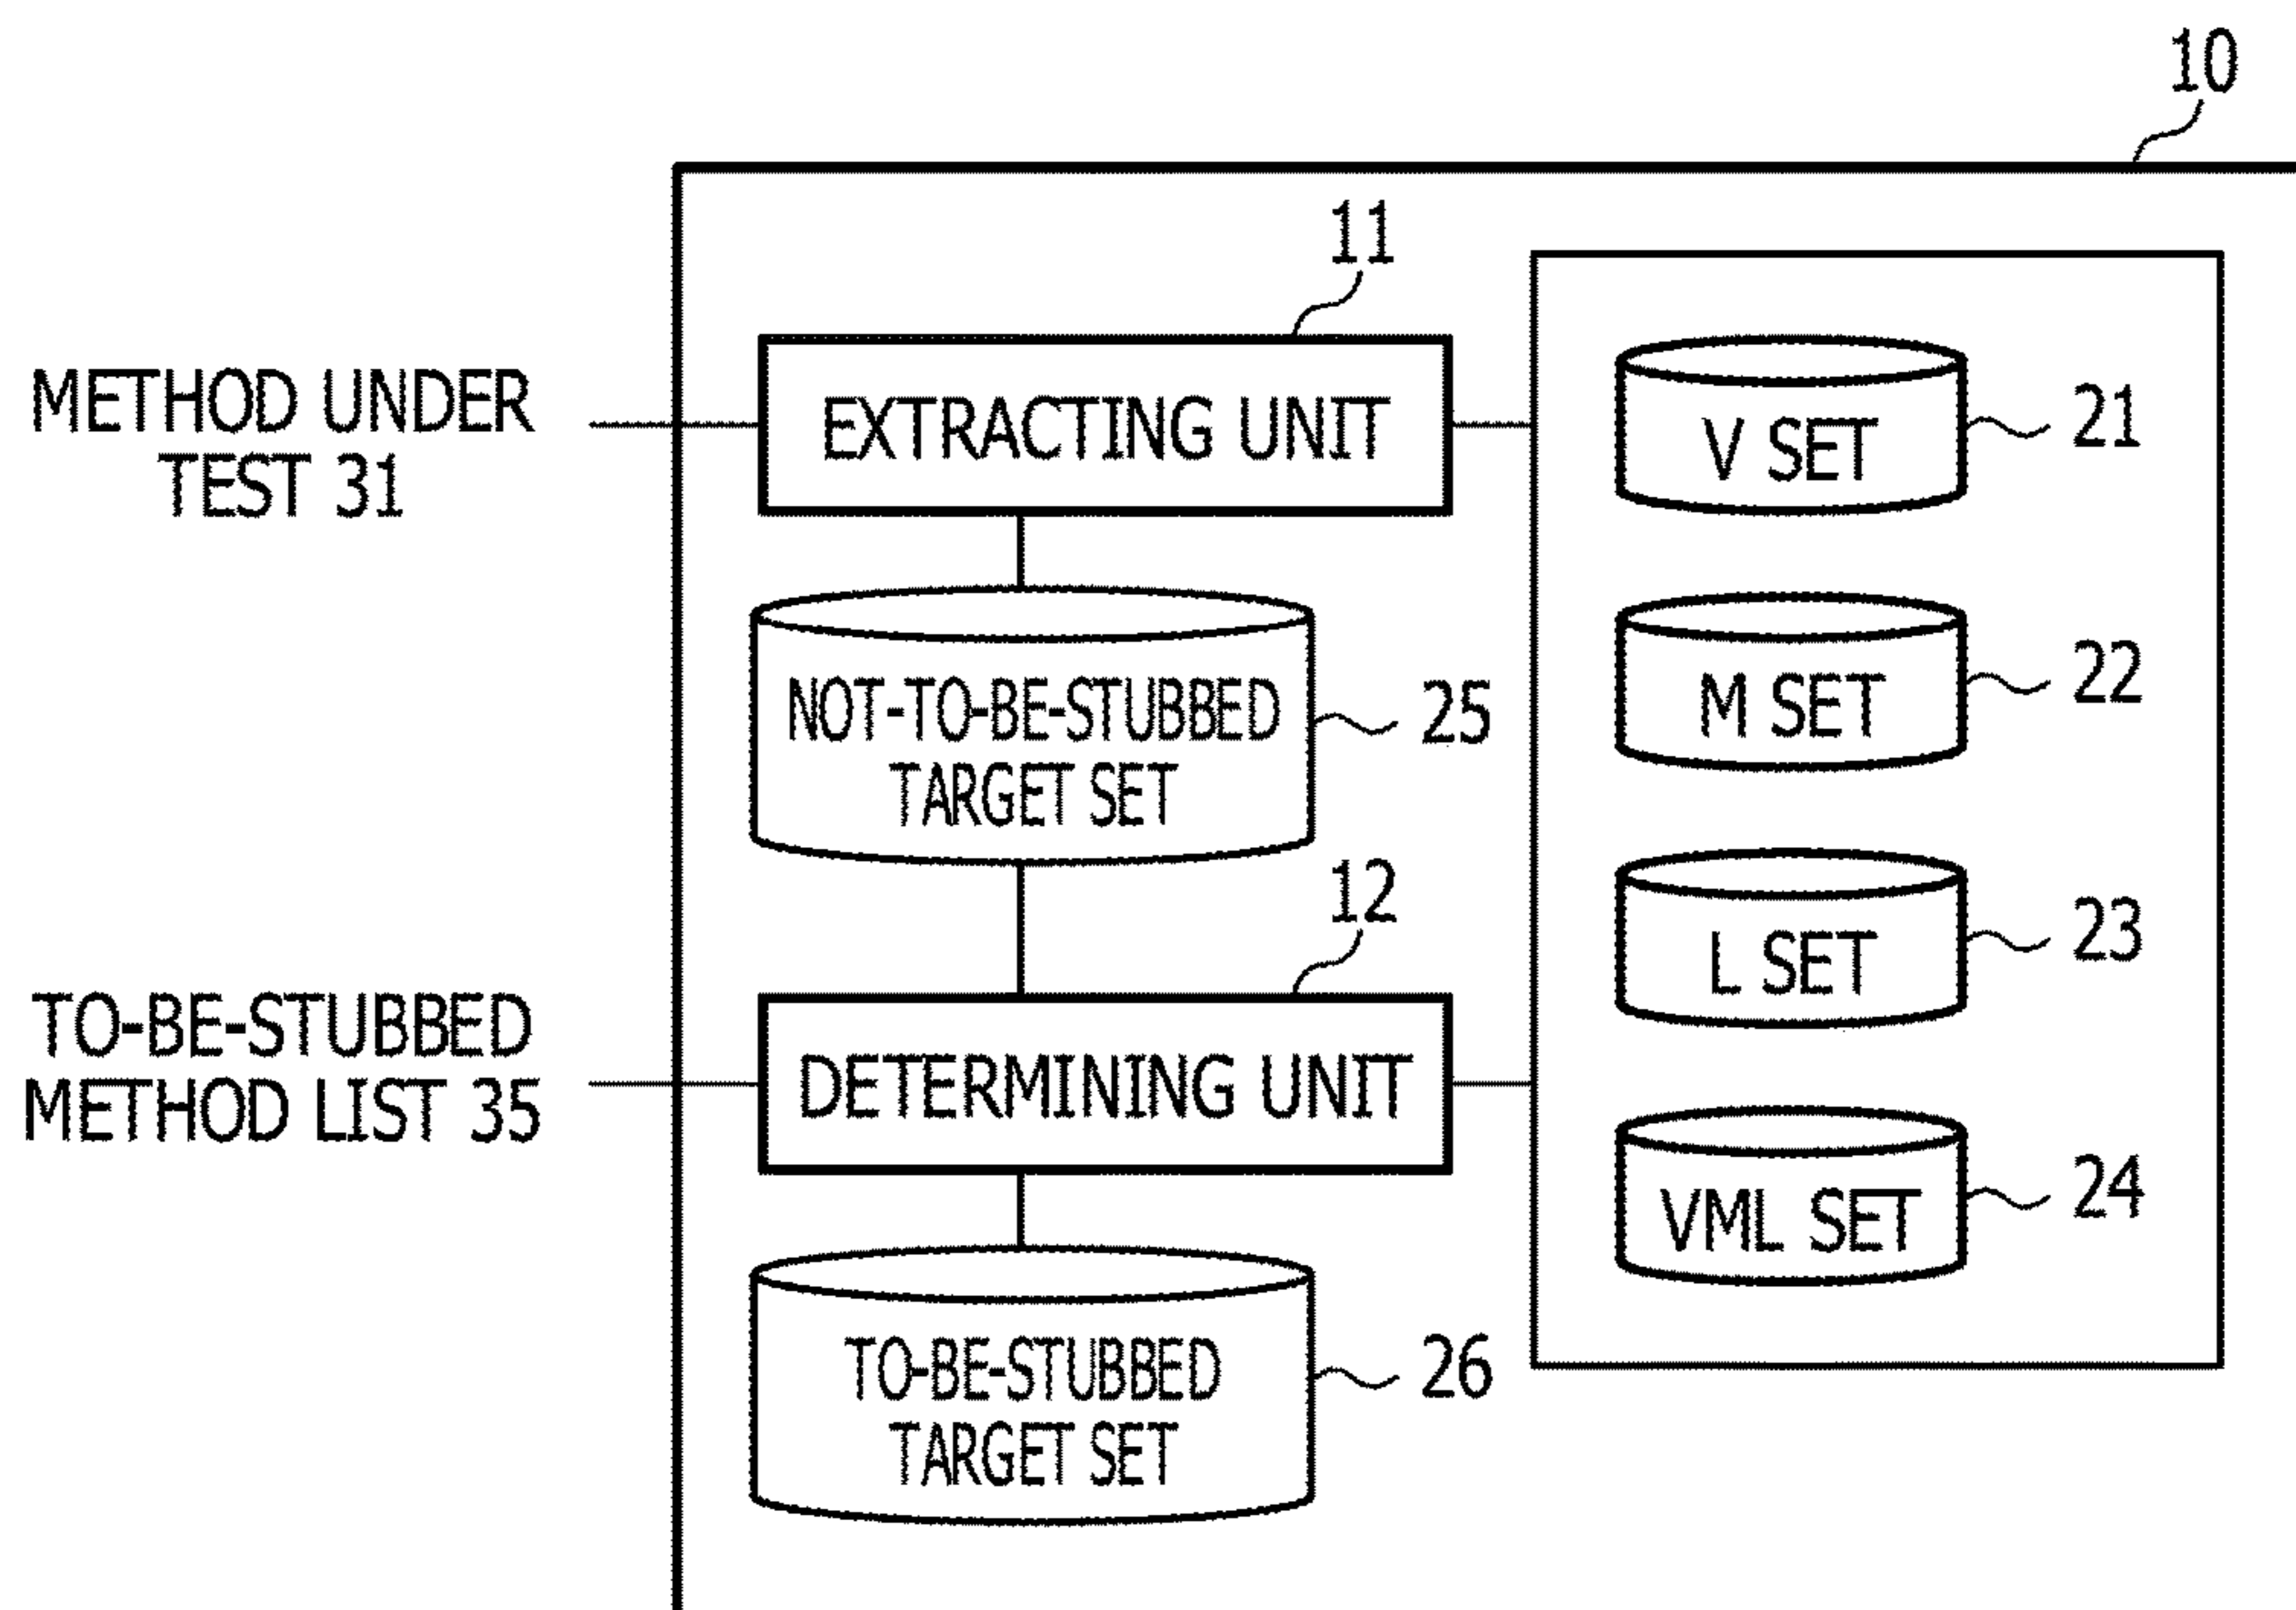 10
11
METHOD UNDER
TEST 31
EXTRACTING UNIT
V SET
21
M SET
22
NOT-TO-BE-STUBBED
TARGET SET
25
12
L SET
23
TO-BE-STUBBED
METHOD LIST 35
DETERMINING UNIT
VML SET
24
TO-BE-STUBBED
TARGET SET
26